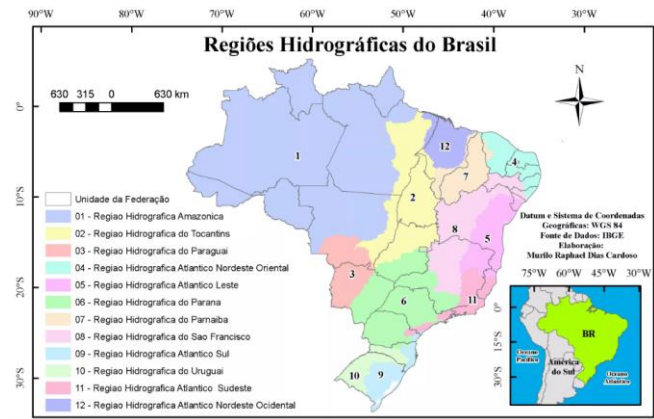 90°W 80°W 70°W 60°W 50°W 40°W 30°W
Regiões Hidrográficas do Brasil
630 315 0 630 km
N
0°
10°S
20°S
30°S
1
12
4
7
2
8
5
3
6
11
10
9
Unidade da Federação
01 - Regiao Hidrografica Amazonica
02 - Regiao Hidrografica do Tocantins
03 - Regiao Hidrografica do Paraguai
04 - Regiao Hidrografica Atlantico Nordeste Oriental
05 - Regiao Hidrografica Atlantico Leste
06 - Regiao Hidrografica do Parana
07 - Regiao Hidrografica do Parnaiba
08 - Regiao Hidrografica do Sao Francisco
09 - Regiao Hidrografica Atlantico Sul
10 - Regiao Hidrografica do Uruguai
11 - Regiao Hidrografica Atlantico Sudeste
12 - Regiao Hidrografica Atlantico Nordeste Ocidental
Datum e Sistema de Coordenadas
Geográficas: WGS 84
Fonte de Dados: IBGE
Elaboração:
Murilo Raphael Dias Cardoso
75°W 60°W 45°W 30°W
0°
15°S
30°S
BR
Oceano
Pacífico
América
do Sul
Oceano
Atlântico